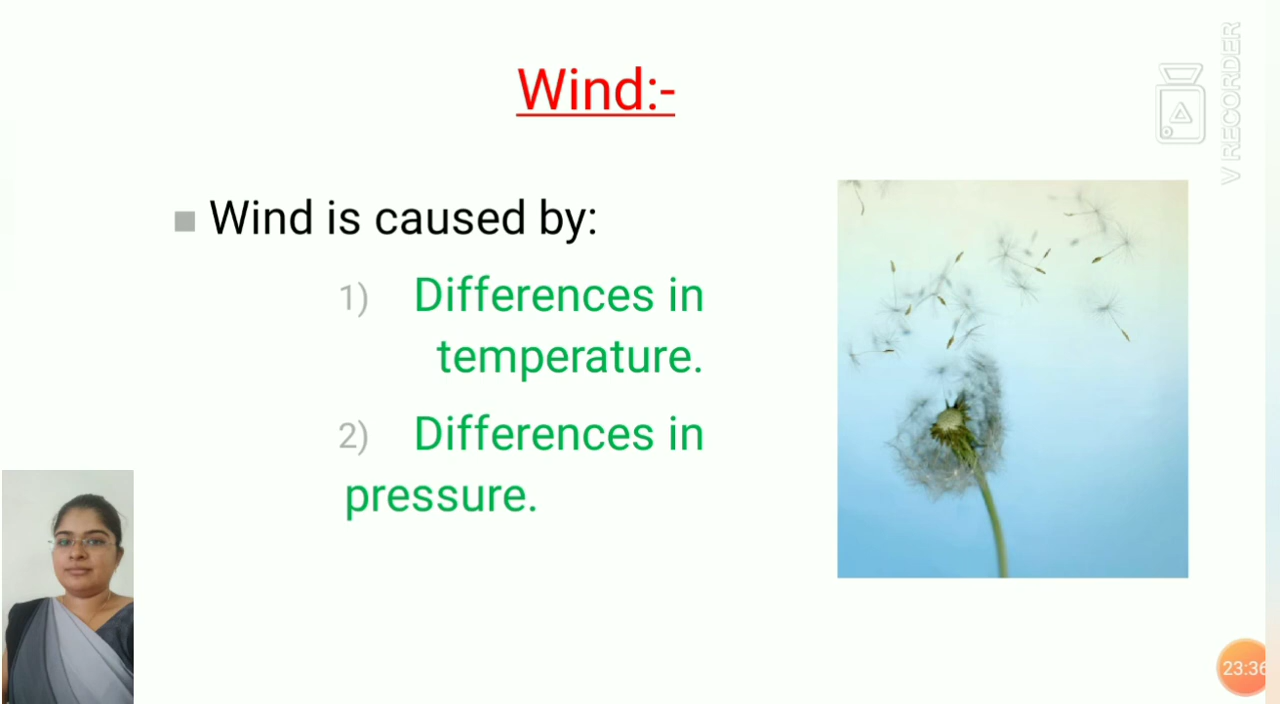 Wind:-
Wind is caused by:
1) Differences in
temperature.
2) Differences in
pressure.
V RECORDER
23:36